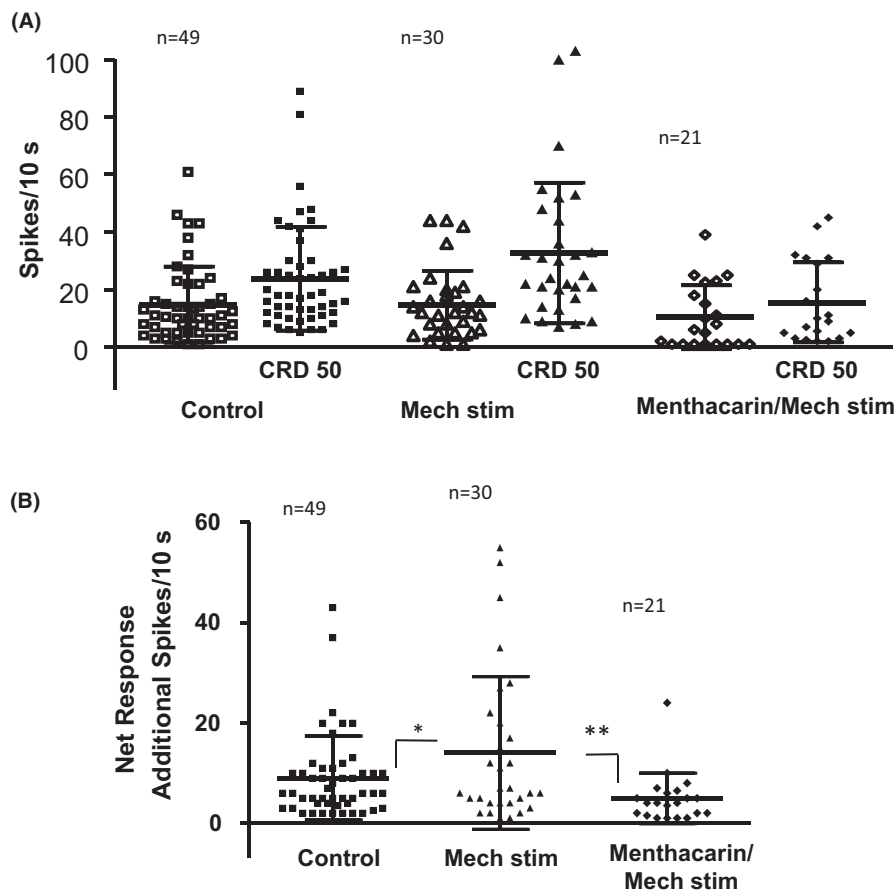 (A)
n=49
n=30
n=21
Spikes/10 s
100
80
60
40
20
0
CRD 50
CRD 50
CRD 50
Control
Mech stim
Menthacarin/Mech stim
(B)
n=49
n=30
n=21
Net Response
Additional Spikes/10 s
60
40
20
0
*
**
Control
Mech stim
Menthacarin/
Mech stim